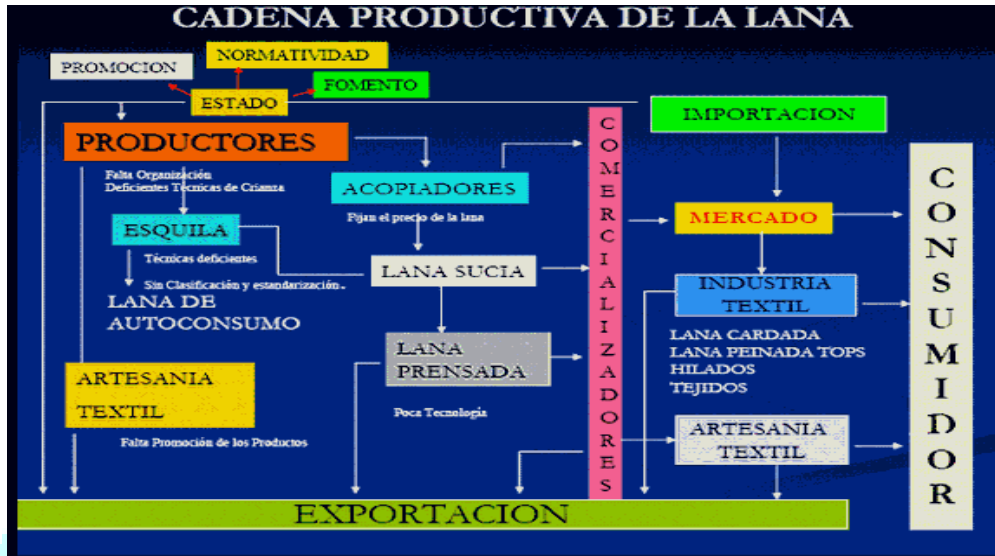 CADENA PRODUCTIVA DE LA LANA
NORMATIVIDAD
PROMOCION
FOMENTO
ESTADO
IMPORTACION
PRODUCTORES
Falta Organización
Deficientes Técnicas de Crianza
ACOPIADORES
Fijan el precio de la lana
ESQUILA
Técnicas deficientes
LANA SUCIA
Sin Clasificación y estandarización.
LANA DE
AUTOCONSUMO
LANA
PRENSADA
Poca Tecnología
ARTESANIA
TEXTIL
Falta Promoción de los Productos
COMERCIALIZADORES
MERCADO
INDUSTRIA
TEXTIL
LANA CARDADA
LANA PEINADA TOPS
HILADOS
TEJIDOS
ARTESANIA
TEXTIL
CONSUMIDOR
EXPORTACION